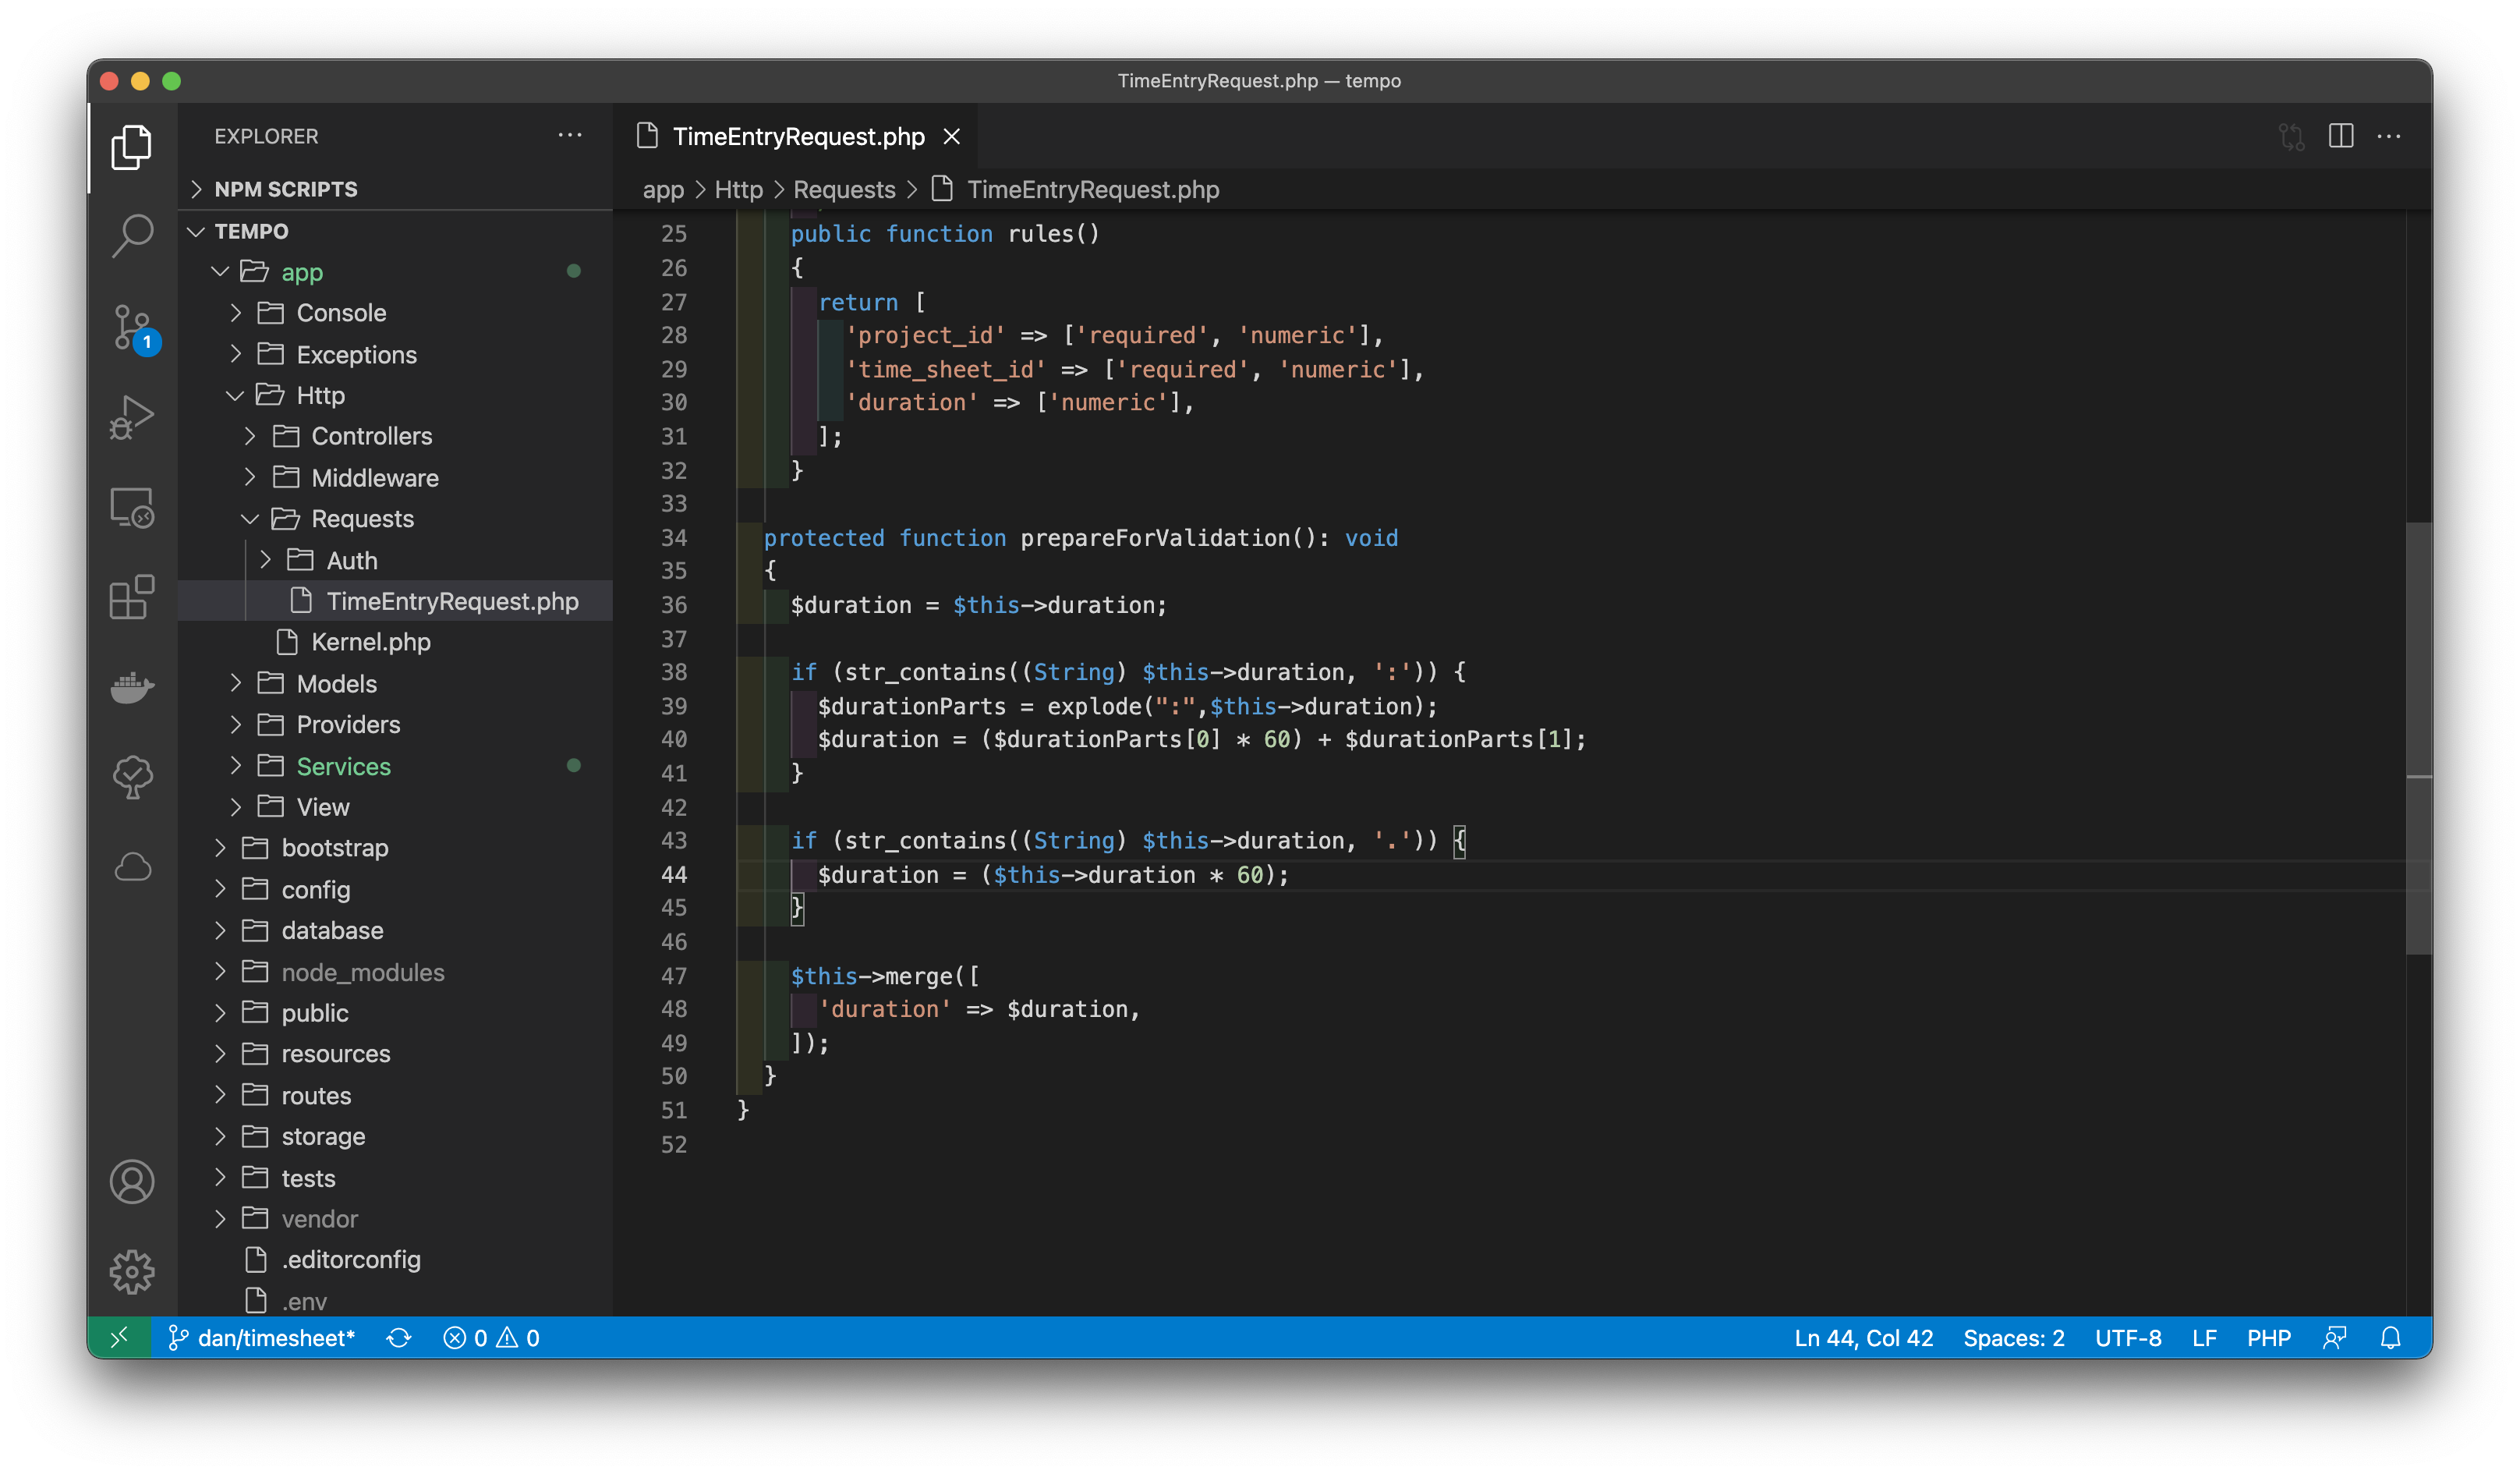 TimeEntryRequest.php — tempo
EXPLORER
NPM SCRIPTS
TEMPO
app
Console
Exceptions
Http
Controllers
Middleware
Requests
Auth
TimeEntryRequest.php
Kernel.php
Models
Providers
Services
View
bootstrap
config
database
node_modules
public
resources
routes
storage
tests
vendor
.editorconfig
.env
1
TimeEntryRequest.php
app > Http > Requests > TimeEntryRequest.php
25 public function rules()
26 {
27 return [
28 'project_id' => ['required', 'numeric'],
29 'time_sheet_id' => ['required', 'numeric'],
30 'duration' => ['numeric'],
31 ];
32 }
33
34 protected function prepareForValidation(): void
35 {
36 $duration = $this->duration;
37
38 if (str_contains((String) $this->duration, ':')) {
39 $durationParts = explode(":",$this->duration);
40 $duration = ($durationParts[0] * 60) + $durationParts[1];
41 }
42
43 if (str_contains((String) $this->duration, '.')) {
44 $duration = ($this->duration * 60);
45 }
46
47 $this->merge([
48 'duration' => $duration,
49 ]);
50 }
51 }
52
dan/timesheet* 0 0 Ln 44, Col 42 Spaces: 2 UTF-8 LF PHP